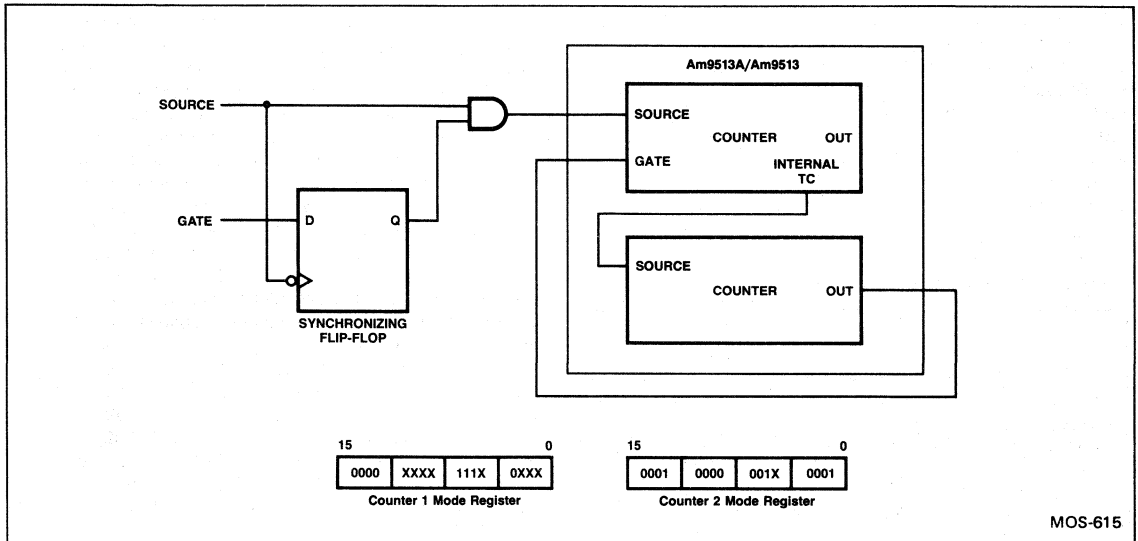 Am9513A/Am9513
SOURCE
SOURCE
COUNTER OUT
GATE
INTERNAL
TC
GATE
D Q
SOURCE
COUNTER OUT
SYNCHRONIZING
FLIP-FLOP
15 0
0000 XXXX 111X 0XXX
Counter 1 Mode Register
15 0
0001 0000 001X 0001
Counter 2 Mode Register
MOS-615